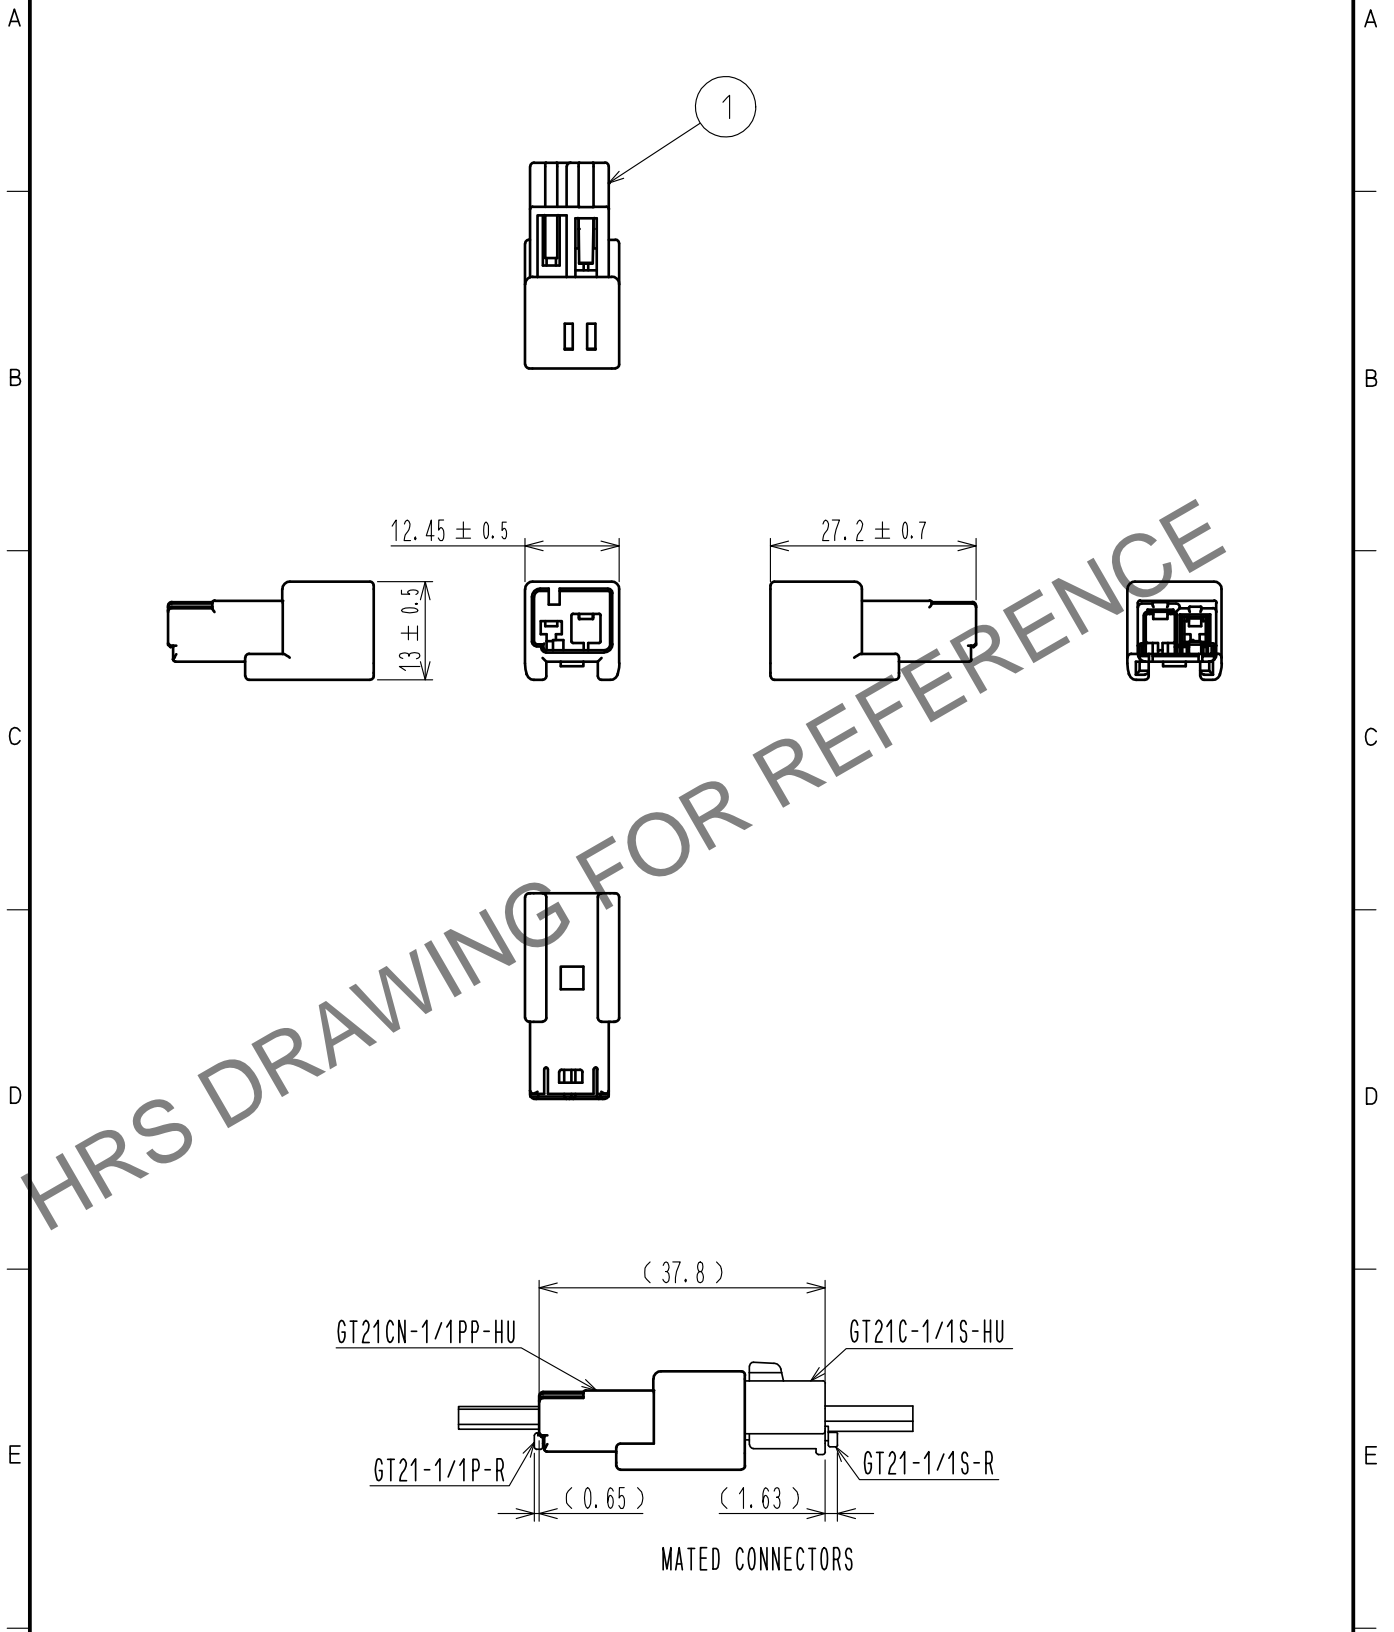 A A
1
B B
12.45 ± 0.5
27.2 ± 0.7
13 ± 0.5
C C
HRS DRAWING FOR REFERENCE
D D
(37.8)
GT21CN-1/1PP-HU
GT21C-1/1S-HU
E E
GT21-1/1P-R
GT21-1/1S-R
(0.65)
(1.63)
MATED CONNECTORS